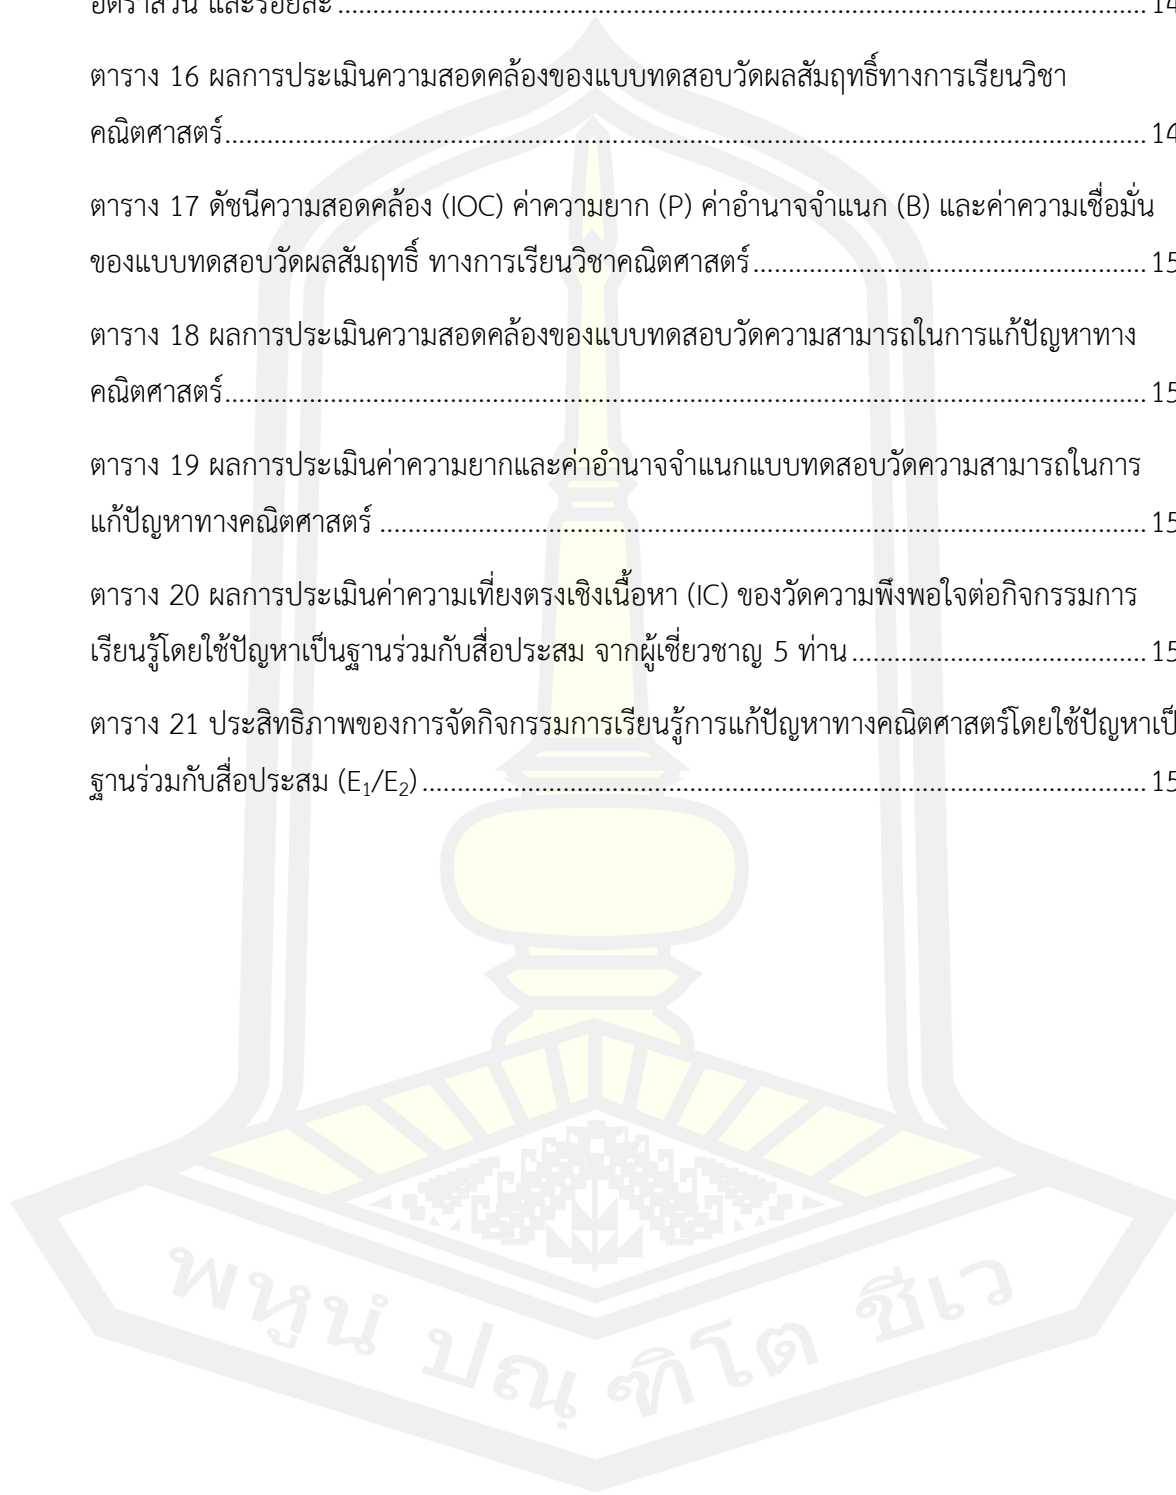 อัตราส่วน และร้อยละ ........ 14
ตาราง 16 ผลการประเมินความสอดคล้องของแบบทดสอบวัดผลสัมฤทธิ์ทางการเรียนวิชา
คณิตศาสตร์ ........ 14
ตาราง 17 ดัชนีความสอดคล้อง (IOC) ค่าความยาก (P) ค่าอำนาจจำแนก (B) และค่าความเชื่อมั่น
ของแบบทดสอบวัดผลสัมฤทธิ์ ทางการเรียนวิชาคณิตศาสตร์ ........ 15
ตาราง 18 ผลการประเมินความสอดคล้องของแบบทดสอบวัดความสามารถในการแก้ปัญหาทาง
คณิตศาสตร์ ........ 15
ตาราง 19 ผลการประเมินค่าความยากและค่าอำนาจจำแนกแบบทดสอบวัดความสามารถในการ
แก้ปัญหาทางคณิตศาสตร์ ........ 15
ตาราง 20 ผลการประเมินค่าความเที่ยงตรงเชิงเนื้อหา (IC) ของวัดความพึงพอใจต่อกิจกรรมการ
เรียนรู้โดยใช้ปัญหาเป็นฐานร่วมกับสื่อประสม จากผู้เชี่ยวชาญ 5 ท่าน ........ 15
ตาราง 21 ประสิทธิภาพของการจัดกิจกรรมการเรียนรู้การแก้ปัญหาทางคณิตศาสตร์โดยใช้ปัญหาเป็
ฐานร่วมกับสื่อประสม (E₁/E₂) ........ 15
พหูนํ ปณฺฑิโต ชีเว